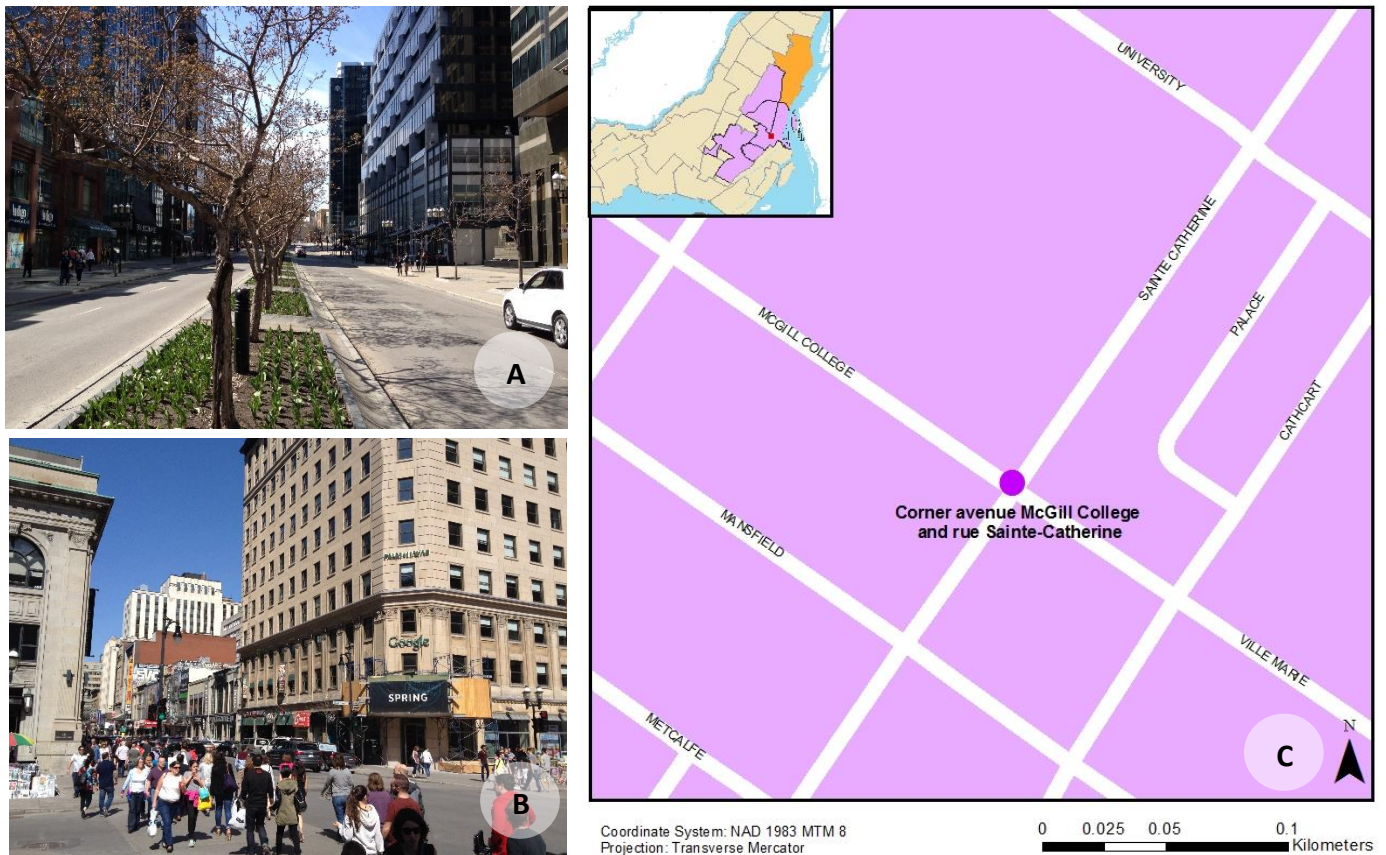 indigo
A
Google
SPRING
B
UNIVERSITY
SAINTE CATHERINE
PALACE
MCGILL COLLEGE
CATHCART
Corner avenue McGill College
and rue Sainte-Catherine
MANSFIELD
VILLE MARIE
METCALFE
N
C
Coordinate System: NAD 1983 MTM 8
Projection: Transverse Mercator
0 0.025 0.05 0.1
Kilometers